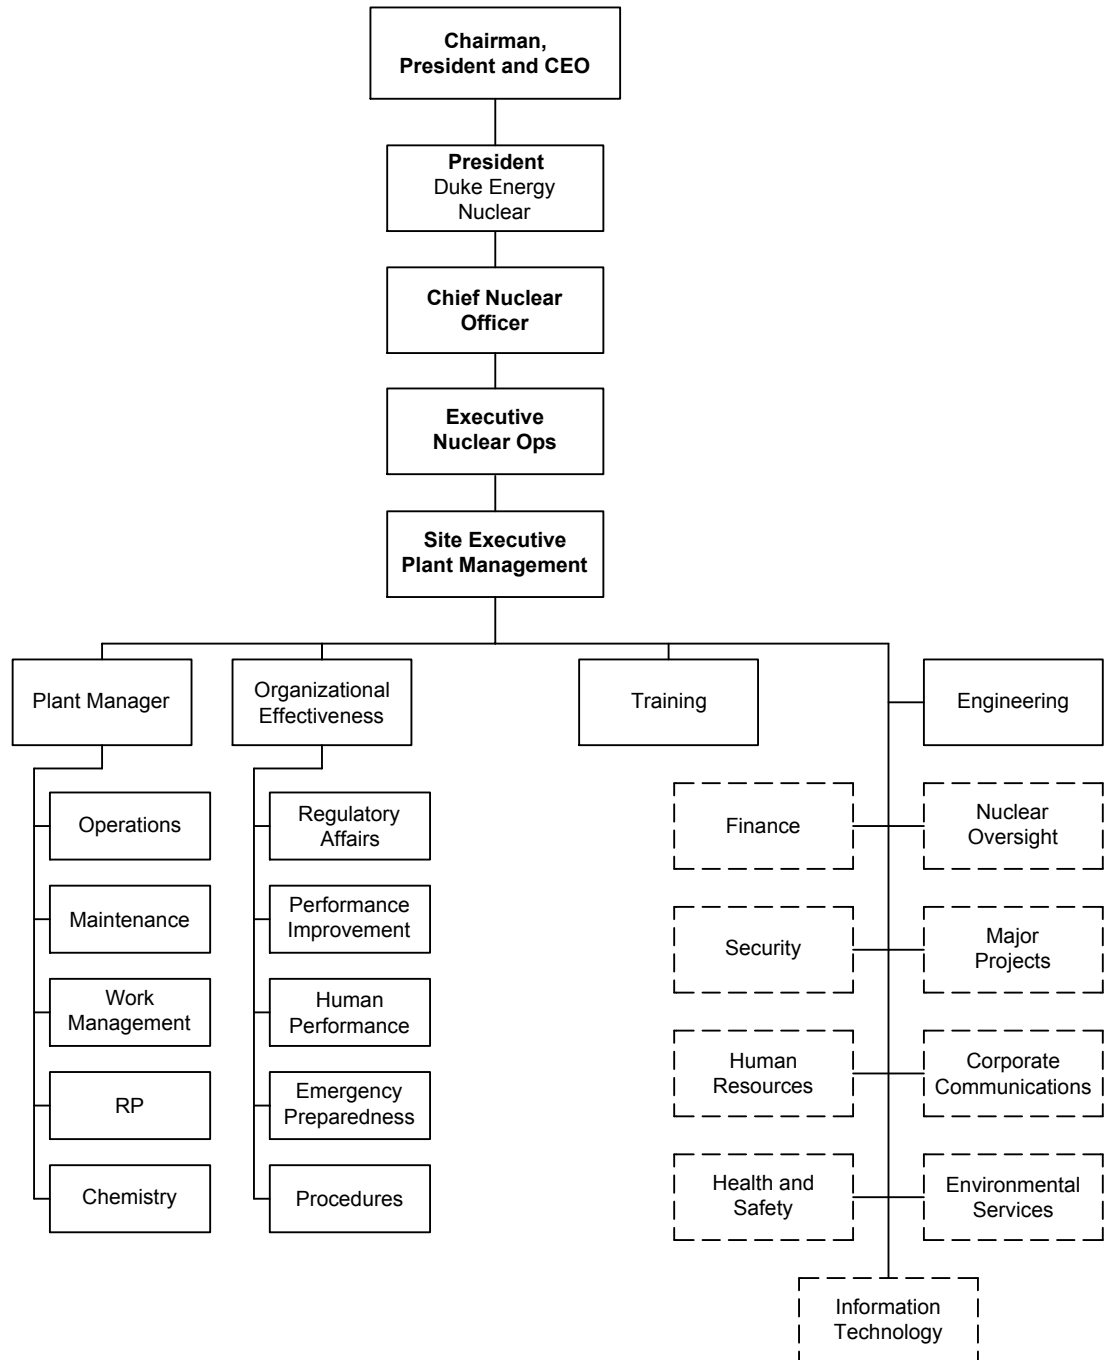 Chairman,
President and CEO
President
Duke Energy
Nuclear
Chief Nuclear
Officer
Executive
Nuclear Ops
Site Executive
Plant Management
Plant Manager
Organizational
Effectiveness
Training
Engineering
Operations
Maintenance
Work
Management
RP
Chemistry
Regulatory
Affairs
Performance
Improvement
Human
Performance
Emergency
Preparedness
Procedures
Finance
Nuclear
Oversight
Security
Major
Projects
Human
Resources
Corporate
Communications
Health and
Safety
Environmental
Services
Information
Technology